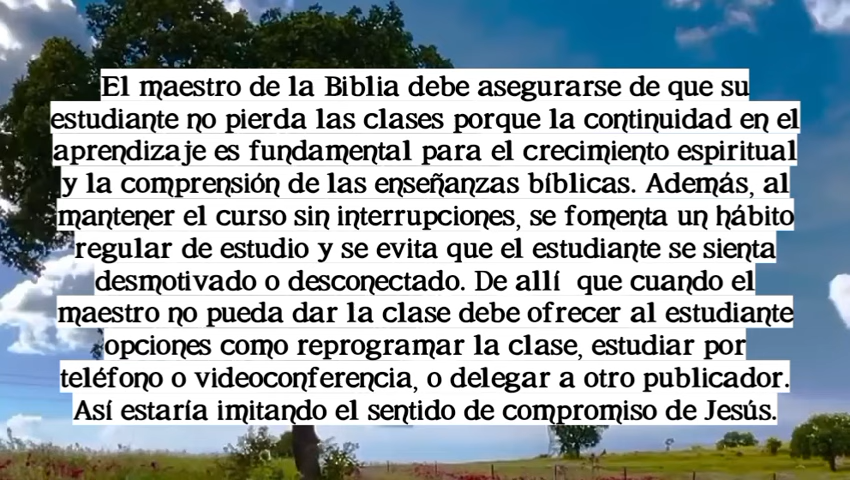 El maestro de la Biblia debe asegurarse de que su
estudiante no pierda las clases porque la continuidad en el
aprendizaje es fundamental para el crecimiento espiritual
y la comprensión de las enseñanzas bíblicas. Además, al
mantener el curso sin interrupciones, se fomenta un hábito
regular de estudio y se evita que el estudiante se sienta
desmotivado o desconectado. De allí  que cuando el
maestro no pueda dar la clase debe ofrecer al estudiante
opciones como reprogramar la clase, estudiar por
teléfono o videoconferencia, o delegar a otro publicador.
Así estaría imitando el sentido de compromiso de Jesús.